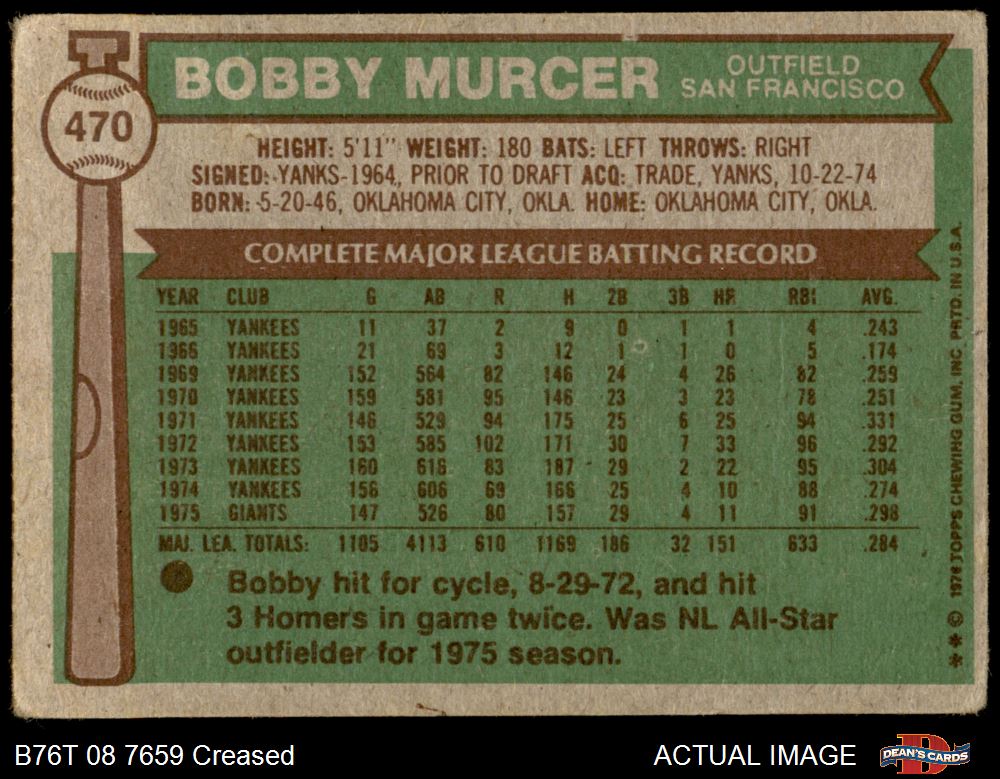 BOBBY MURCER
OUTFIELD
SAN FRANCISCO
470
HEIGHT: 5'11" WEIGHT: 180 BATS: LEFT THROWS: RIGHT
SIGNED: YANKS-1964, PRIOR TO DRAFT ACQ: TRADE, YANKS, 10-22-74
BORN: 5-20-46, OKLAHOMA CITY, OKLA. HOME: OKLAHOMA CITY, OKLA.
COMPLETE MAJOR LEAGUE BATTING RECORD
YEAR CLUB G AB R H 2B 3B HR RBI AVG.
1965 YANKEES 11 37 2 9 0 1 1 4 .243
1966 YANKEES 21 69 3 12 1 1 0 5 .174
1969 YANKEES 152 564 82 146 24 4 26 82 .259
1970 YANKEES 159 581 95 146 23 3 23 78 .251
1971 YANKEES 146 529 94 175 25 6 25 94 .331
1972 YANKEES 153 585 102 171 30 7 33 96 .292
1973 YANKEES 160 616 83 187 29 2 22 95 .304
1974 YANKEES 156 606 69 166 25 4 10 88 .274
1975 GIANTS 147 526 80 157 29 4 11 91 .298
MAJ. LEA. TOTALS: 1105 4113 610 1169 186 32 151 633 .284
Bobby hit for cycle, 8-29-72, and hit
3 Homers in game twice. Was NL All-Star
outfielder for 1975 season.
** © 1976 TOPPS CHEWING GUM, INC. PRTD. IN U.S.A.
B76T 08 7659 Creased
ACTUAL IMAGE
DEAN'S CARDS